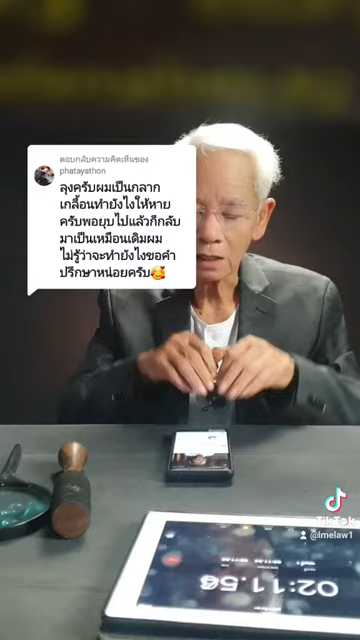 ตอบกลับความคิดเห็นของ
phatayathon
ลุงครับผมเป็นกลาก
เกลื้อนทำยังไงให้หาย
ครับพอยุบไปแล้วก็กลับ
มาเป็นเหมือนเดิมผม
ไม่รู้ว่าจะทำยังไงขอคำ
ปรึกษาหน่อยครับ🥰
TikTok
@lmelaw1
02:11.56